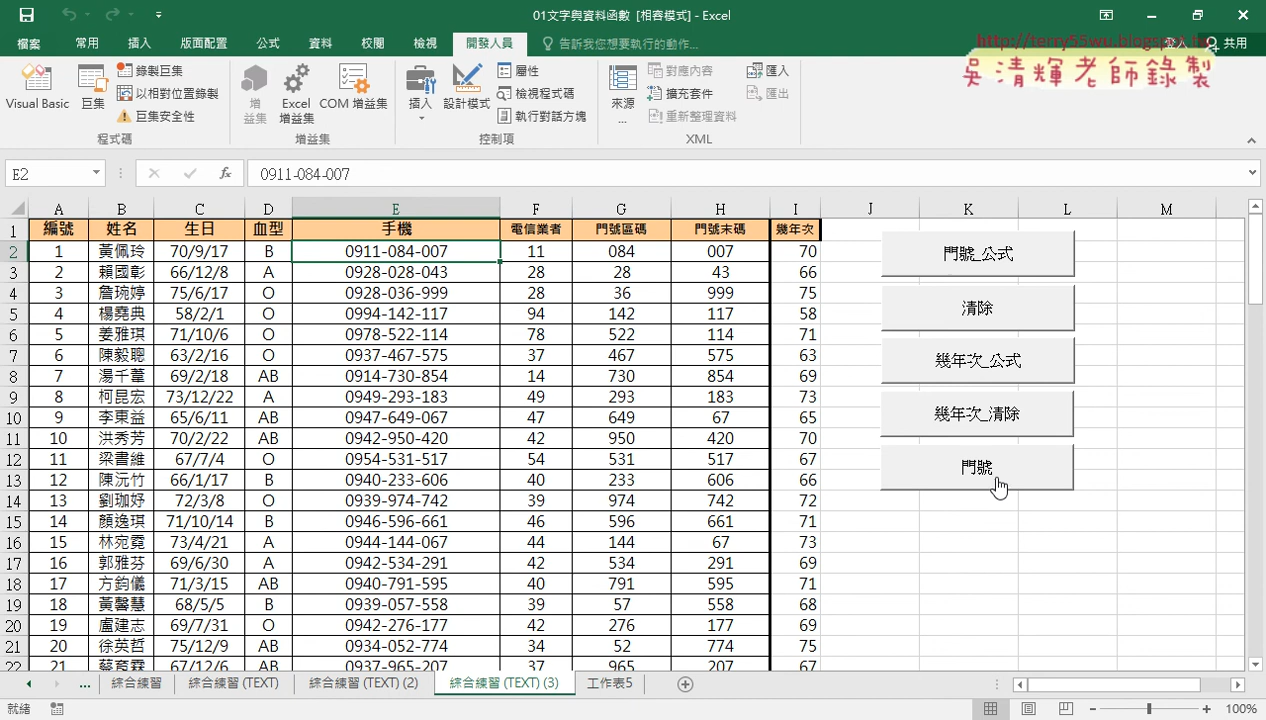 01文字與資料函數 [相容模式] - Excel
檔案 常用 插入 版面配置 公式 資料 校閱 檢視 開發人員 告訴我您想要執行的動作... 登入 共用
http://terry55wu.blogspot.tw
吳清輝老師錄製
Visual Basic 巨集 錄製巨集 以相對位置錄製 巨集安全性 程式碼
增益集 Excel 增益集 COM 增益集 增益集
插入 設計模式 屬性 檢視程式碼 執行對話方塊 控制項
來源... 對應內容 擴充套件 重新整理資料 匯入 匯出 XML
E2 fx 0911-084-007
A B C D E F G H I J K L M
1 編號 姓名 生日 血型 手機 電信業者 門號區碼 門號末碼 幾年次
2 1 黃佩玲 70/9/17 B 0911-084-007 11 084 007 70
3 2 賴國彰 66/12/8 A 0928-028-043 28 28 43 66
4 3 詹琬婷 75/6/17 O 0928-036-999 28 36 999 75
5 4 楊堯典 58/2/1 O 0994-142-117 94 142 117 58
6 5 姜雅琪 71/10/6 O 0978-522-114 78 522 114 71
7 6 陳毅聰 63/2/16 O 0937-467-575 37 467 575 63
8 7 湯千葦 69/2/18 AB 0914-730-854 14 730 854 69
9 8 柯昆宏 73/12/22 A 0949-293-183 49 293 183 73
10 9 李東益 65/6/11 AB 0947-649-067 47 649 67 65
11 10 洪秀芳 70/2/22 AB 0942-950-420 42 950 420 70
12 11 梁書維 67/7/4 O 0954-531-517 54 531 517 67
13 12 陳沅竹 66/1/17 B 0940-233-606 40 233 606 66
14 13 劉珈妤 72/3/8 O 0939-974-742 39 974 742 72
15 14 顏逸琪 71/10/14 B 0946-596-661 46 596 661 71
16 15 林宛霓 73/4/21 A 0944-144-067 44 144 67 73
17 16 郭雅芬 69/6/30 A 0942-534-291 42 534 291 69
18 17 方鈞儀 71/3/15 AB 0940-791-595 40 791 595 71
19 18 黃馨慧 68/5/5 B 0939-057-558 39 57 558 68
20 19 盧建志 69/7/31 O 0942-276-177 42 276 177 69
21 20 徐英哲 75/12/9 AB 0934-052-774 34 52 774 75
22 21 67/12/6 AB 0937-965-207 37 965 207 67
門號_公式
清除
幾年次_公式
幾年次_清除
門號
... 綜合練習 綜合練習 (TEXT) 綜合練習 (TEXT) (2) 綜合練習 (TEXT) (3) 工作表5
就緒 100%